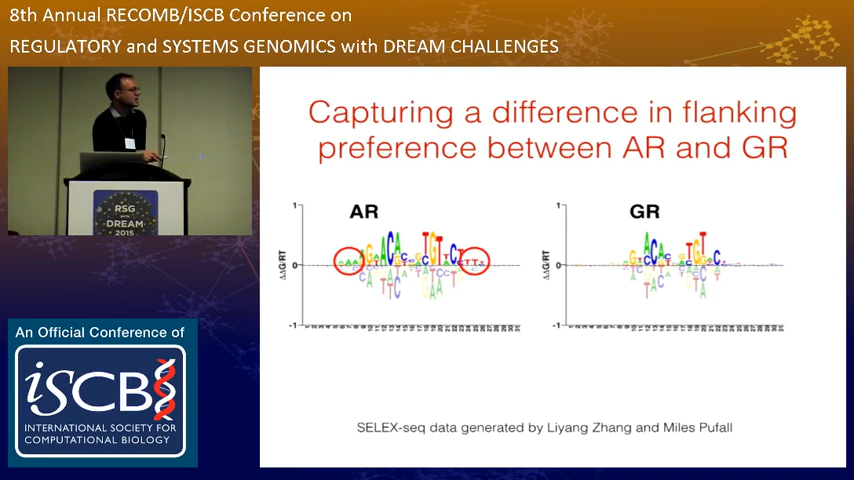 8th Annual RECOMB/ISCB Conference on
REGULATORY and SYSTEMS GENOMICS with DREAM CHALLENGES
RSG
with
DREAM
2015
An Official Conference of
iSCB
INTERNATIONAL SOCIETY FOR
COMPUTATIONAL BIOLOGY
Capturing a difference in flanking
preference between AR and GR
AR
1
0
-1
ΔΔG/RT
GR
1
0
-1
ΔΔG/RT
SELEX-seq data generated by Liyang Zhang and Miles Pufall